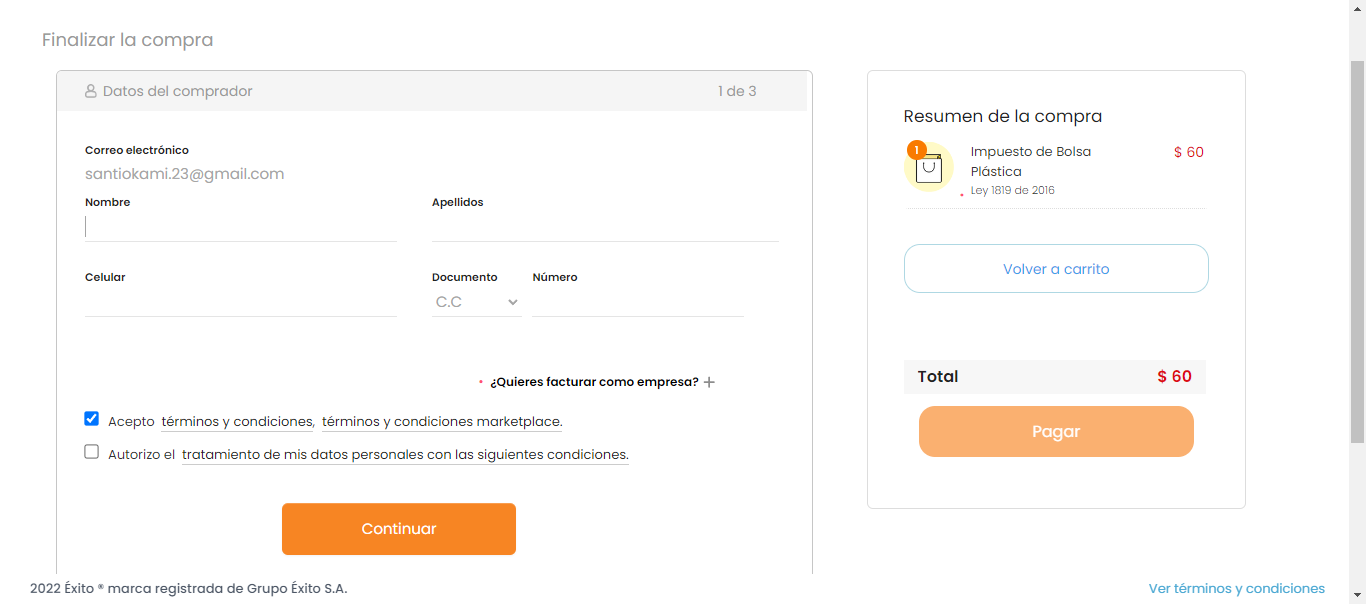 Finalizar la compra
Datos del comprador 1 de 3
Correo electrónico
santiokami.23@gmail.com
Nombre Apellidos
Celular Documento Número
C.C
* ¿Quieres facturar como empresa? +
Acepto términos y condiciones, términos y condiciones marketplace.
Autorizo el tratamiento de mis datos personales con las siguientes condiciones.
Continuar
Resumen de la compra
1
Impuesto de Bolsa $ 60
Plástica
Ley 1819 de 2016
Volver a carrito
Total $ 60
Pagar
2022 Éxito ® marca registrada de Grupo Éxito S.A. Ver términos y condiciones